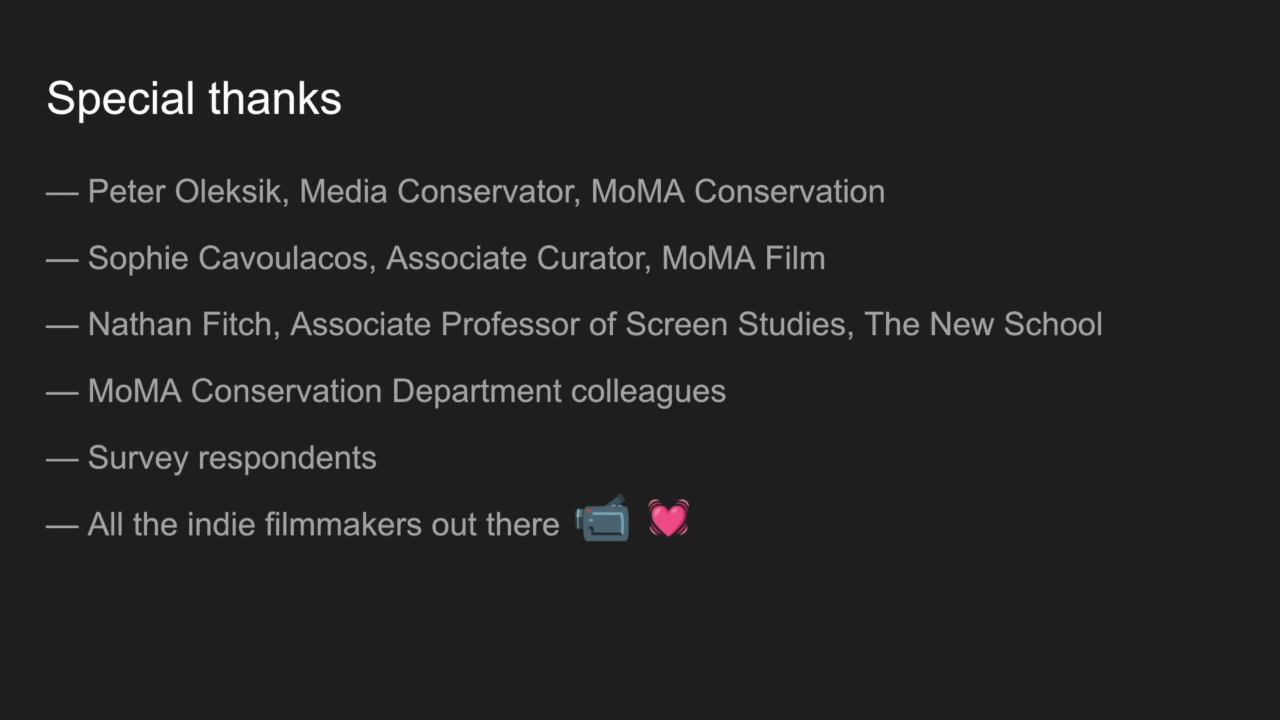 Special thanks
— Peter Oleksik, Media Conservator, MoMA Conservation
— Sophie Cavoulacos, Associate Curator, MoMA Film
— Nathan Fitch, Associate Professor of Screen Studies, The New School
— MoMA Conservation Department colleagues
— Survey respondents
— All the indie filmmakers out there 📹 💓